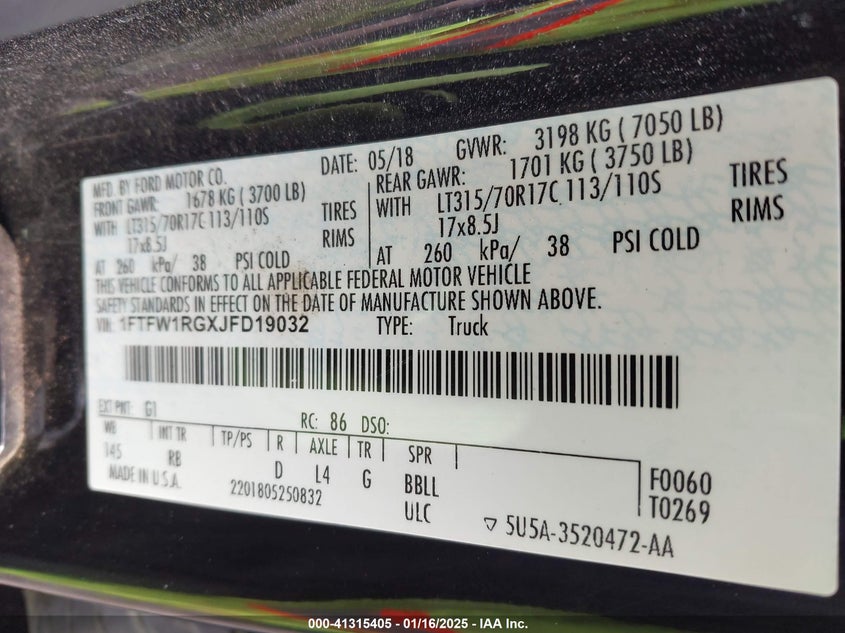 MFD. BY FORD MOTOR CO. DATE: 05/18 GVWR: 3198 KG ( 7050 LB)
FRONT GAWR: 1678 KG ( 3700 LB) REAR GAWR: 1701 KG ( 3750 LB)
WITH LT315/70R17C 113/110S TIRES WITH LT315/70R17C 113/110S TIRES
17x8.5J RIMS 17x8.5J RIMS
AT 260 kPa/ 38 PSI COLD AT 260 kPa/ 38 PSI COLD
THIS VEHICLE CONFORMS TO ALL APPLICABLE FEDERAL MOTOR VEHICLE
SAFETY STANDARDS IN EFFECT ON THE DATE OF MANUFACTURE SHOWN ABOVE.
VIN: 1FTFW1RGXJFD19032 TYPE: Truck
EXT PNT: G1 RC: 86 DSO:
WB INT TR TP/PS R AXLE TR SPR
145 RB D L4 G BBLL F0060
MADE IN U.S.A. 2201805250832 ULC T0269
▽ 5U5A-3520472-AA
000-41315405 - 01/16/2025 - IAA Inc.